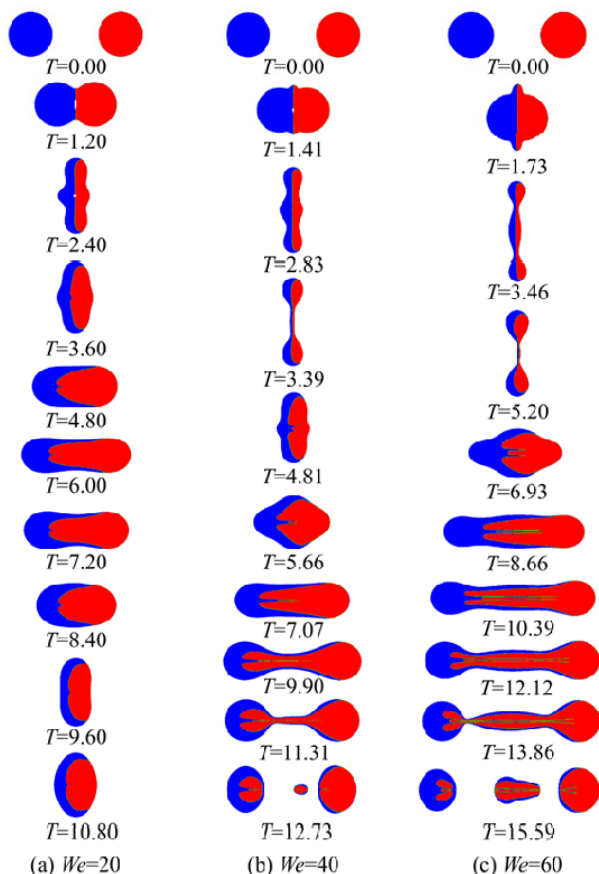 T=0.00
T=1.20
T=2.40
T=3.60
T=4.80
T=6.00
T=7.20
T=8.40
T=9.60
T=10.80
(a) We=20
T=0.00
T=1.41
T=2.83
T=3.39
T=4.81
T=5.66
T=7.07
T=9.90
T=11.31
T=12.73
(b) We=40
T=0.00
T=1.73
T=3.46
T=5.20
T=6.93
T=8.66
T=10.39
T=12.12
T=13.86
T=15.59
(c) We=60